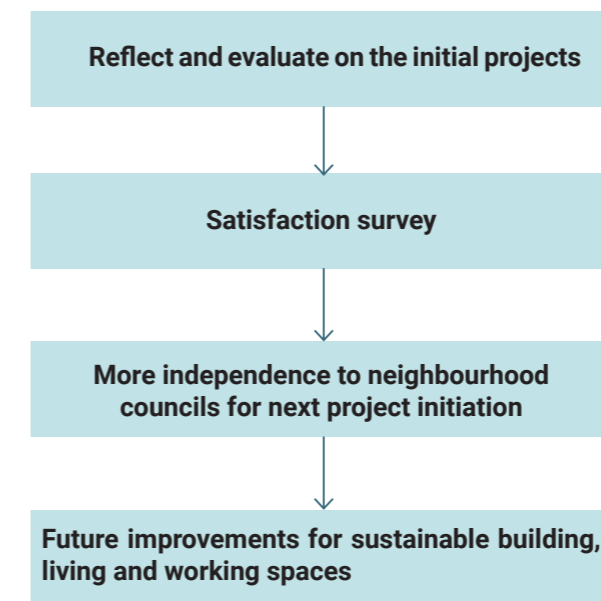 Reflect and evaluate on the initial projects
Satisfaction survey
More independence to neighbourhood
councils for next project initiation
Future improvements for sustainable building,
living and working spaces